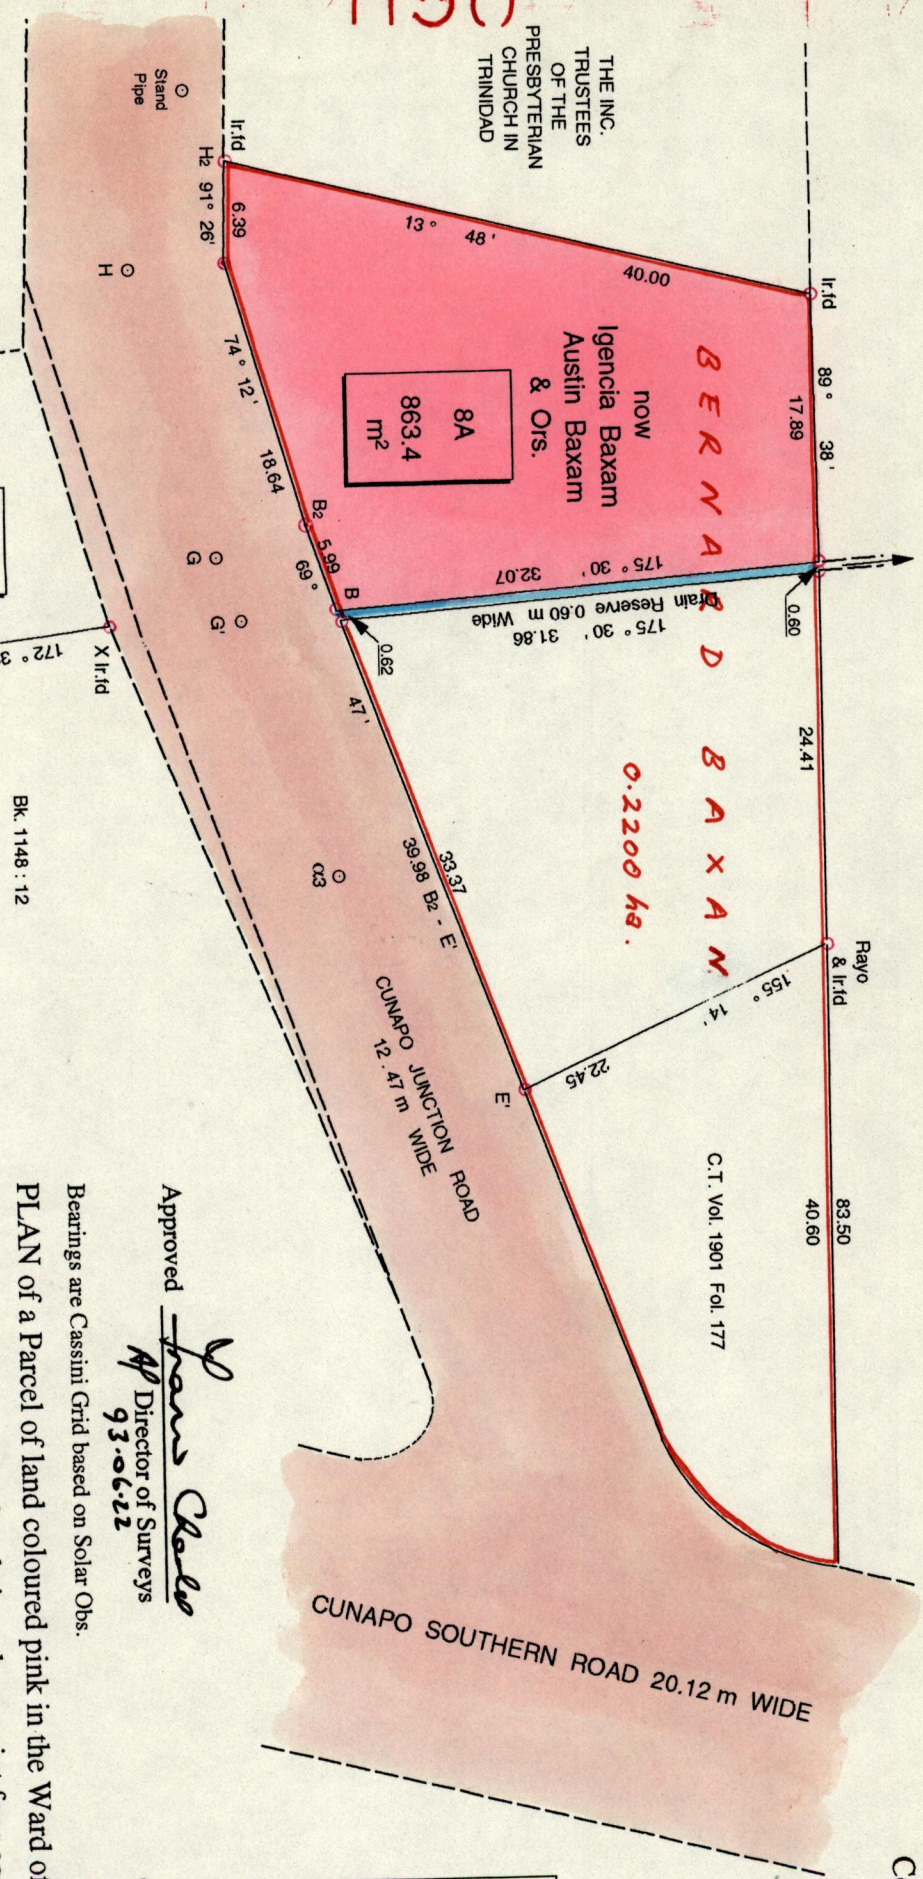 THE INC.
TRUSTEES
OF THE
PRESBYTERIAN
CHURCH IN
TRINIDAD
Stand
Pipe
Ir.fd
H2 91° 26'
6.39
H
13° 48'
40.00
Ir.fd
89° 38'
17.89
BERNARD BAXAN
0.2200 ha.
now
Igencia Baxam
Austin Baxam
& Ors.
8A
863.4
m²
74° 12'
18.64
B2
5.99
69°
47'
B
G
G'
175° 30'
32.07
Drain Reserve 0.60 m Wide
175° 30' 31.86
0.60
0.62
24.41
Rayo
& Ir.fd
155° 14'
22.45
33.37
39.98 B2 - E'
E'
α3
CUNAPO JUNCTION ROAD
12.47 m WIDE
C.T. Vol. 1901 Fol. 177
83.50
40.60
X Ir.fd
172° 3
Bk. 1148 : 12
CUNAPO SOUTHERN ROAD 20.12 m WIDE
Approved
Director of Surveys
93.06.22
Bearings are Cassini Grid based on Solar Obs.
PLAN of a Parcel of land coloured pink in the Ward of